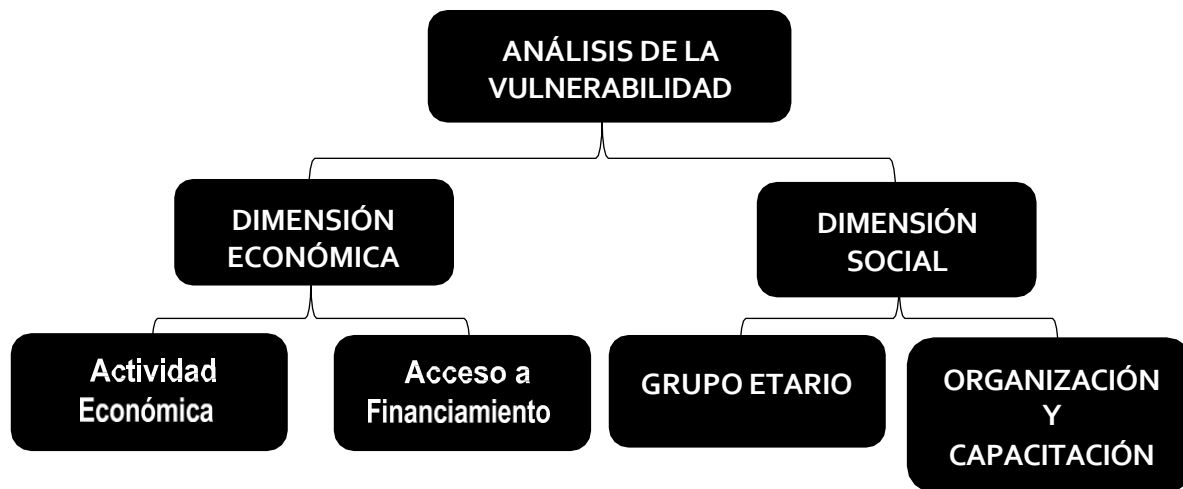 ANÁLISIS DE LA
VULNERABILIDAD
DIMENSIÓN
ECONÓMICA
DIMENSIÓN
SOCIAL
Actividad
Económica
Acceso a
Financiamiento
GRUPO ETARIO
ORGANIZACIÓN
Y
CAPACITACIÓN